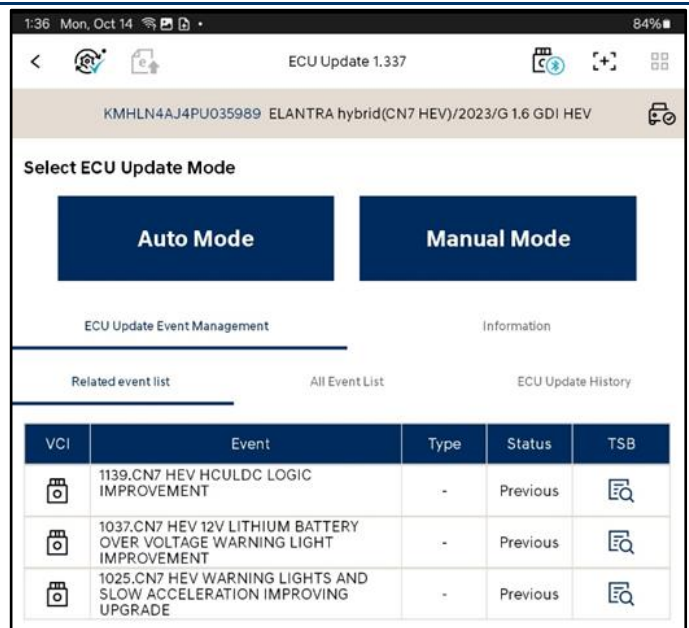 1:36 Mon, Oct 14
84%
ECU Update 1.337
KMHLN4AJ4PU035989 ELANTRA hybrid(CN7 HEV)/2023/G 1.6 GDI HEV
Select ECU Update Mode
Auto Mode
Manual Mode
ECU Update Event Management
Information
Related event list
All Event List
ECU Update History
VCI Event Type Status TSB
1139.CN7 HEV HCULDC LOGIC
IMPROVEMENT
- Previous
1037.CN7 HEV 12V LITHIUM BATTERY
OVER VOLTAGE WARNING LIGHT
IMPROVEMENT
- Previous
1025.CN7 HEV WARNING LIGHTS AND
SLOW ACCELERATION IMPROVING
UPGRADE
- Previous